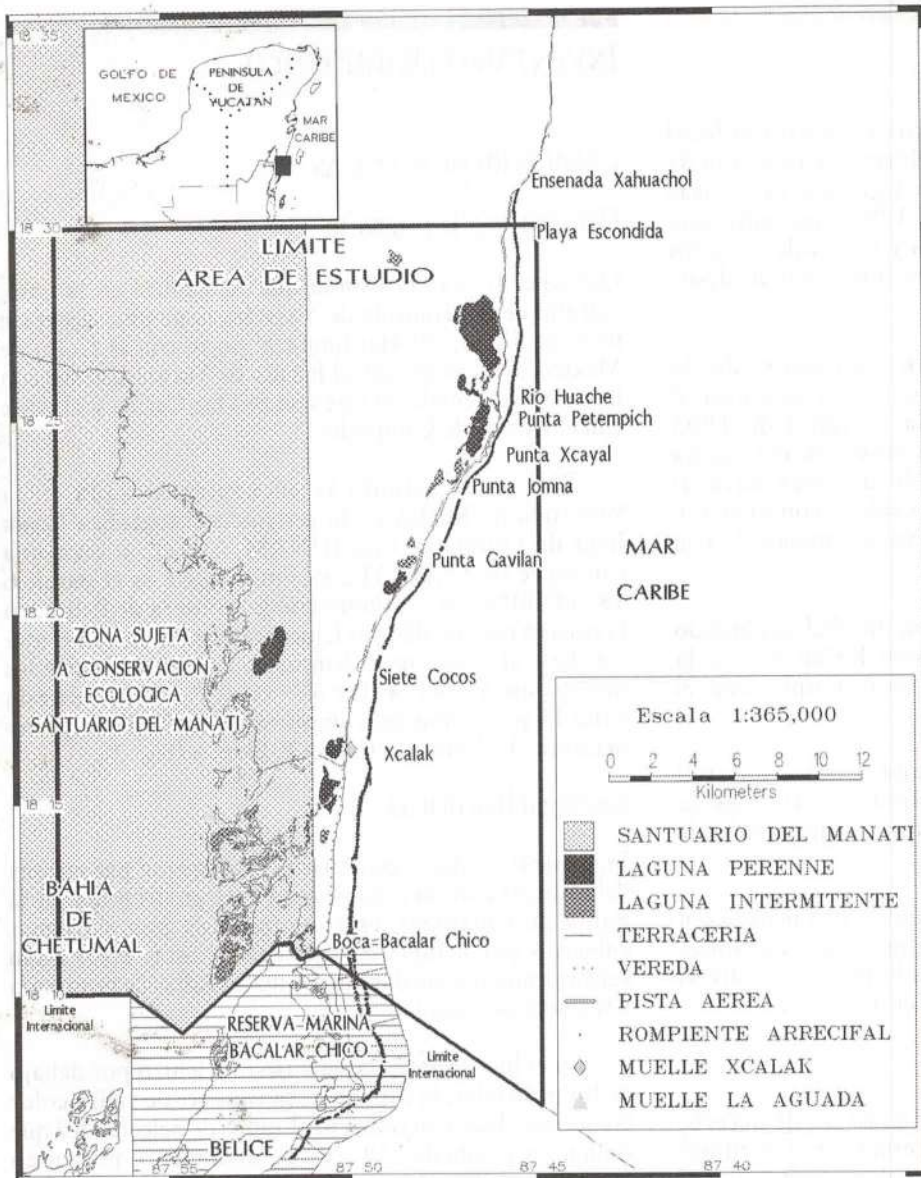 18 35
GOLFO DE
MEXICO
PENINSULA
DE
YUCATAN
MAR
CARIBE
Ensenada Xahuachol
18 30
Playa Escondida
LIMITE
AREA DE ESTUDIO
Rio Huache
18 25
Punta Petempich
Punta Xcayal
Punta Jomna
MAR
CARIBE
Punta Gavilan
18 20
ZONA SUJETA
A CONSERVACION
ECOLOGICA
SANTUARIO DEL MANATI
Siete Cocos
Xcalak
18 15
BAHIA
DE
CHETUMAL
Boca=Bacalar Chico
18 10
Limite
Internacional
RESERVA-MARINA
BACALAR CHICO
Limite
Internacional
BELICE
87 55
87 50
87 45
87 40
Escala 1:365,000
0 2 4 6 8 10 12
Kilometers
SANTUARIO DEL MANATI
LAGUNA PERENNE
LAGUNA INTERMITENTE
TERRACERIA
VEREDA
PISTA AEREA
ROMPIENTE ARRECIFAL
MUELLE XCALAK
MUELLE LA AGUADA